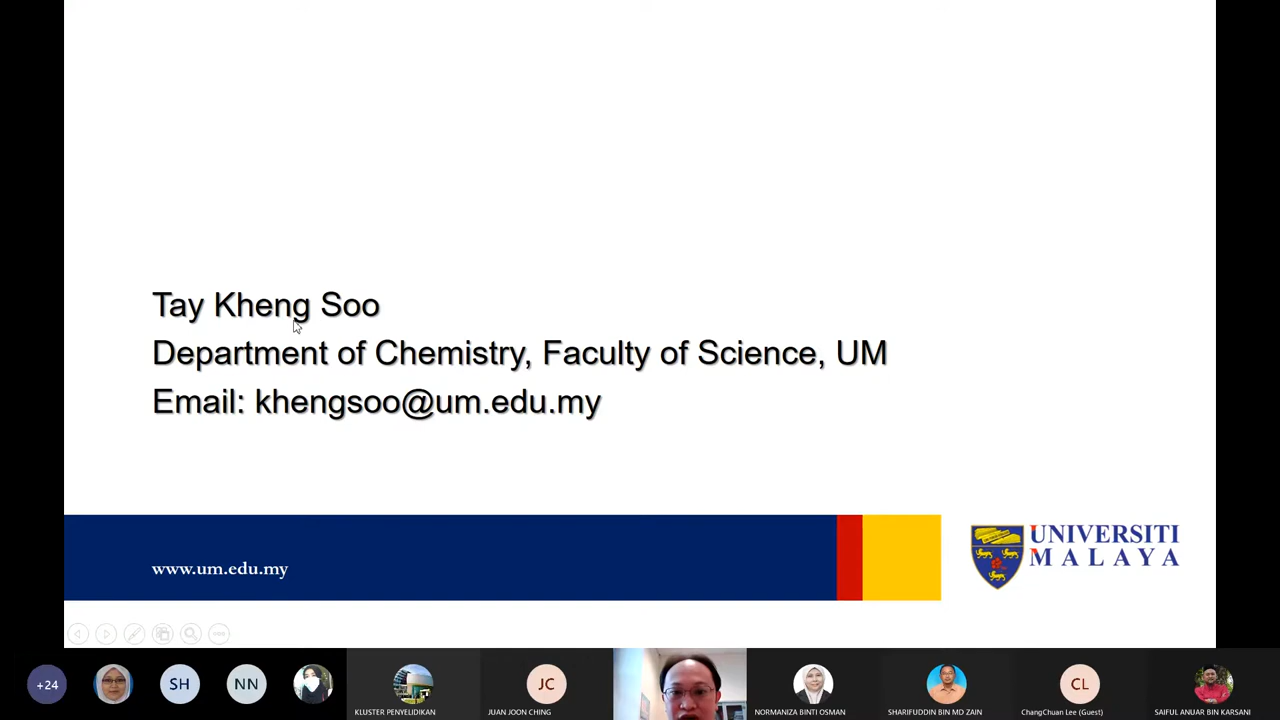 Tay Kheng Soo
Department of Chemistry, Faculty of Science, UM
Email: khengsoo@um.edu.my
www.um.edu.my
UNIVERSITI
MALAYA
+24
SH
NN
JC
CL
KLUSTER PENYELIDIKAN
JUAN JOON CHING
NORMANIZA BINTI OSMAN
SHARIFUDDIN BIN MD ZAIN
ChangChuan Lee (Guest)
SAIFUL ANUAR BIN KARSANI